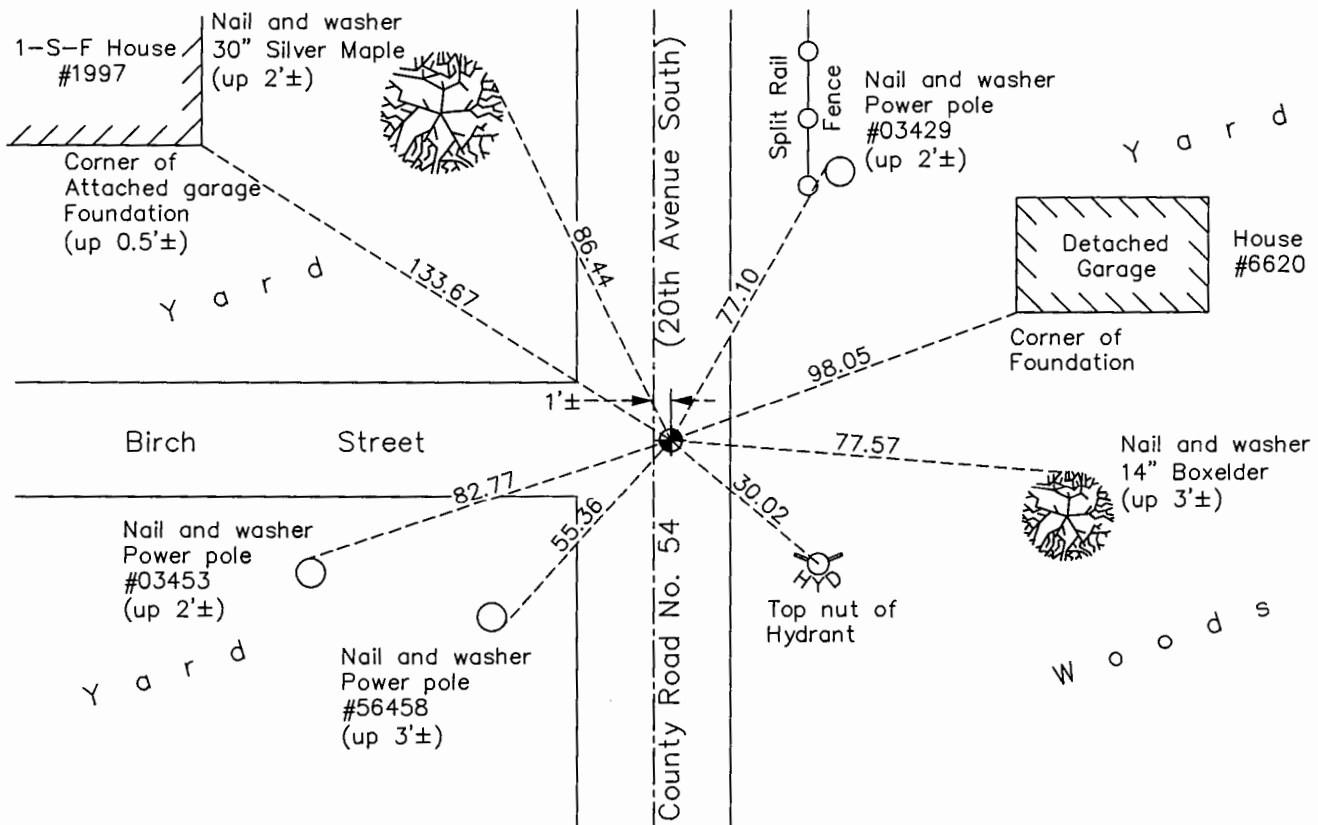 1-S-F House
#1997
Nail and washer
30" Silver Maple
(up 2'±)
Corner of
Attached garage
Foundation
(up 0.5'±)
Yard
133.67
86.44
(20th Avenue South)
Split Rail
Fence
Nail and washer
Power pole
#03429
(up 2'±)
Yard
77.10
Detached
Garage
House
#6620
Corner of
Foundation
98.05
1'±
Birch Street
77.57
Nail and washer
14" Boxelder
(up 3'±)
82.77
55.36
30.02
Nail and washer
Power pole
#03453
(up 2'±)
HYD
Top nut of
Hydrant
County Road No. 54
Yard
Nail and washer
Power pole
#56458
(up 3'±)
Woods